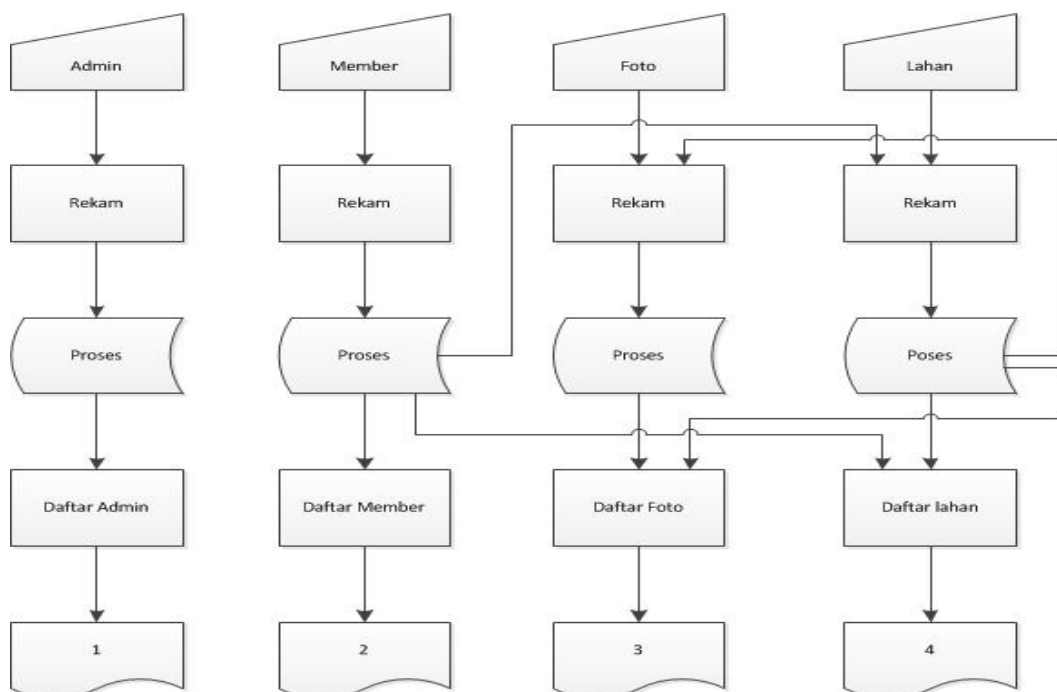 Admin
Member
Foto
Lahan
Rekam
Rekam
Rekam
Rekam
Proses
Proses
Proses
Poses
Daftar Admin
Daftar Member
Daftar Foto
Daftar lahan
1
2
3
4